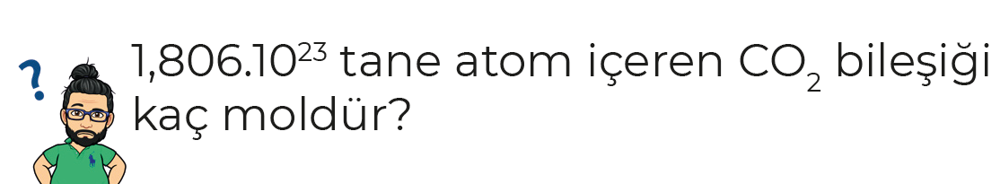 1,806.10²³ tane atom içeren CO₂ bileşiği
kaç moldür?